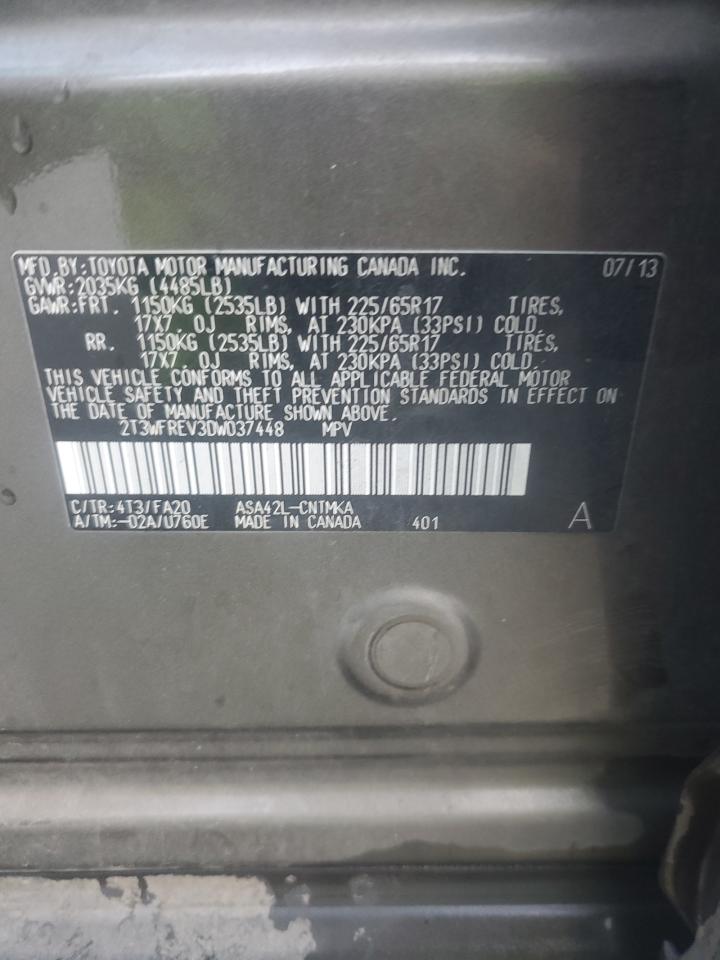 MFD.BY:TOYOTA MOTOR MANUFACTURING CANADA INC. 07/13
GVWR:2035KG (4485LB)
GAWR:FRT. 1150KG (2535LB) WITH 225/65R17 TIRES,
17X7.0J RIMS, AT 230KPA (33PSI) COLD.
RR. 1150KG (2535LB) WITH 225/65R17 TIRES,
17X7.0J RIMS, AT 230KPA (33PSI) COLD.
THIS VEHICLE CONFORMS TO ALL APPLICABLE FEDERAL MOTOR
VEHICLE SAFETY AND THEFT PREVENTION STANDARDS IN EFFECT ON
THE DATE OF MANUFACTURE SHOWN ABOVE.
2T3WFREV3DW037448 MPV
C/TR:4T3/FA20 ASA42L-CNTMKA
A/TM:-02A/U760E MADE IN CANADA 401 A